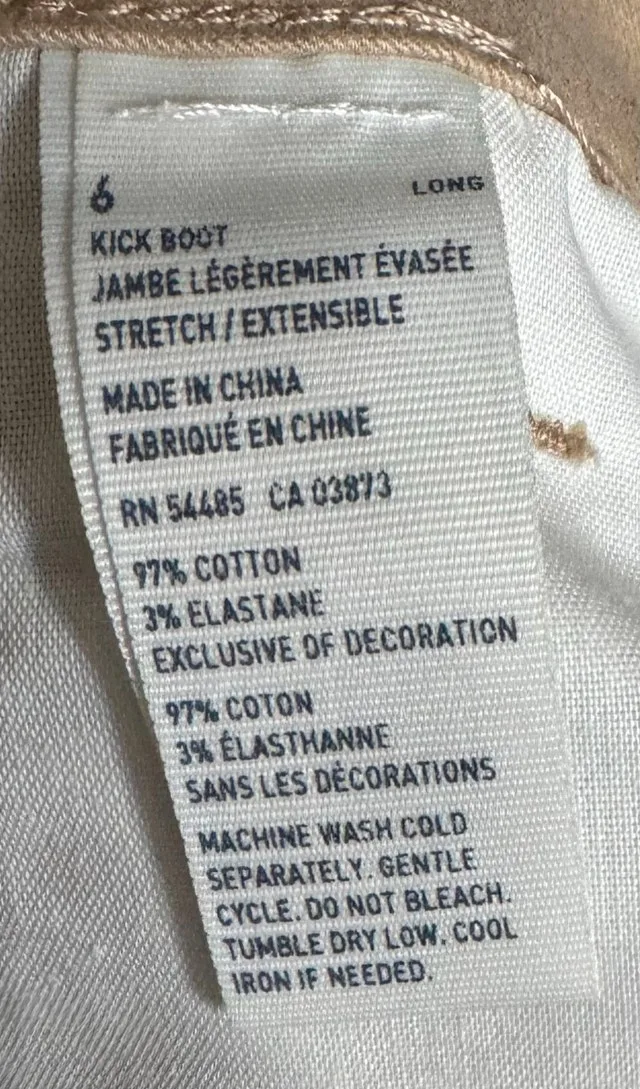 6 LONG
KICK BOOT
JAMBE LÉGÈREMENT ÉVASÉE
STRETCH / EXTENSIBLE
MADE IN CHINA
FABRIQUÉ EN CHINE
RN 54485 CA 03873
97% COTTON
3% ELASTANE
EXCLUSIVE OF DECORATION
97% COTON
3% ÉLASTHANNE
SANS LES DÉCORATIONS
MACHINE WASH COLD
SEPARATELY. GENTLE
CYCLE. DO NOT BLEACH.
TUMBLE DRY LOW. COOL
IRON IF NEEDED.